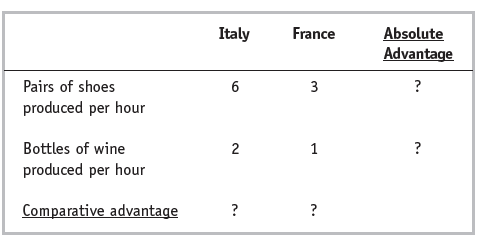 Italy France Absolute
Advantage
Pairs of shoes 6 3 ?
produced per hour
Bottles of wine 2 1 ?
produced per hour
Comparative advantage ? ?